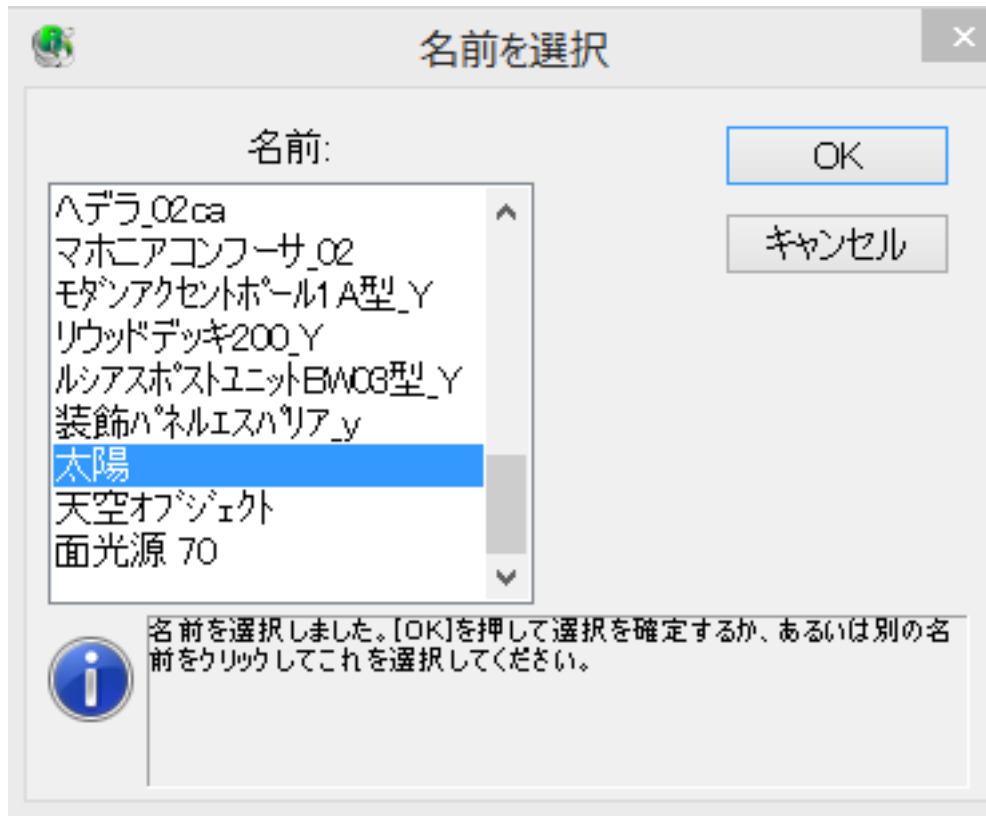 名前を選択
名前:
OK
キャンセル
ヘデラ_02ca
マホニアコンフーサ_02
ﾓﾀﾞﾝｱｸｾﾝﾄﾎﾟｰﾙ1 A型_Y
ﾘｳｯﾄﾞﾃﾞｯｷ200_Y
ﾙｼｱｽﾎﾟｽﾄﾕﾆｯﾄBW03型_Y
装飾ﾊﾟﾈﾙｴｽﾊﾟﾘｱ_y
太陽
天空ｵﾌﾞｼﾞｪｸﾄ
面光源 70
名前を選択しました。[OK]を押して選択を確定するか、あるいは別の名
前をクリックしてこれを選択してください。